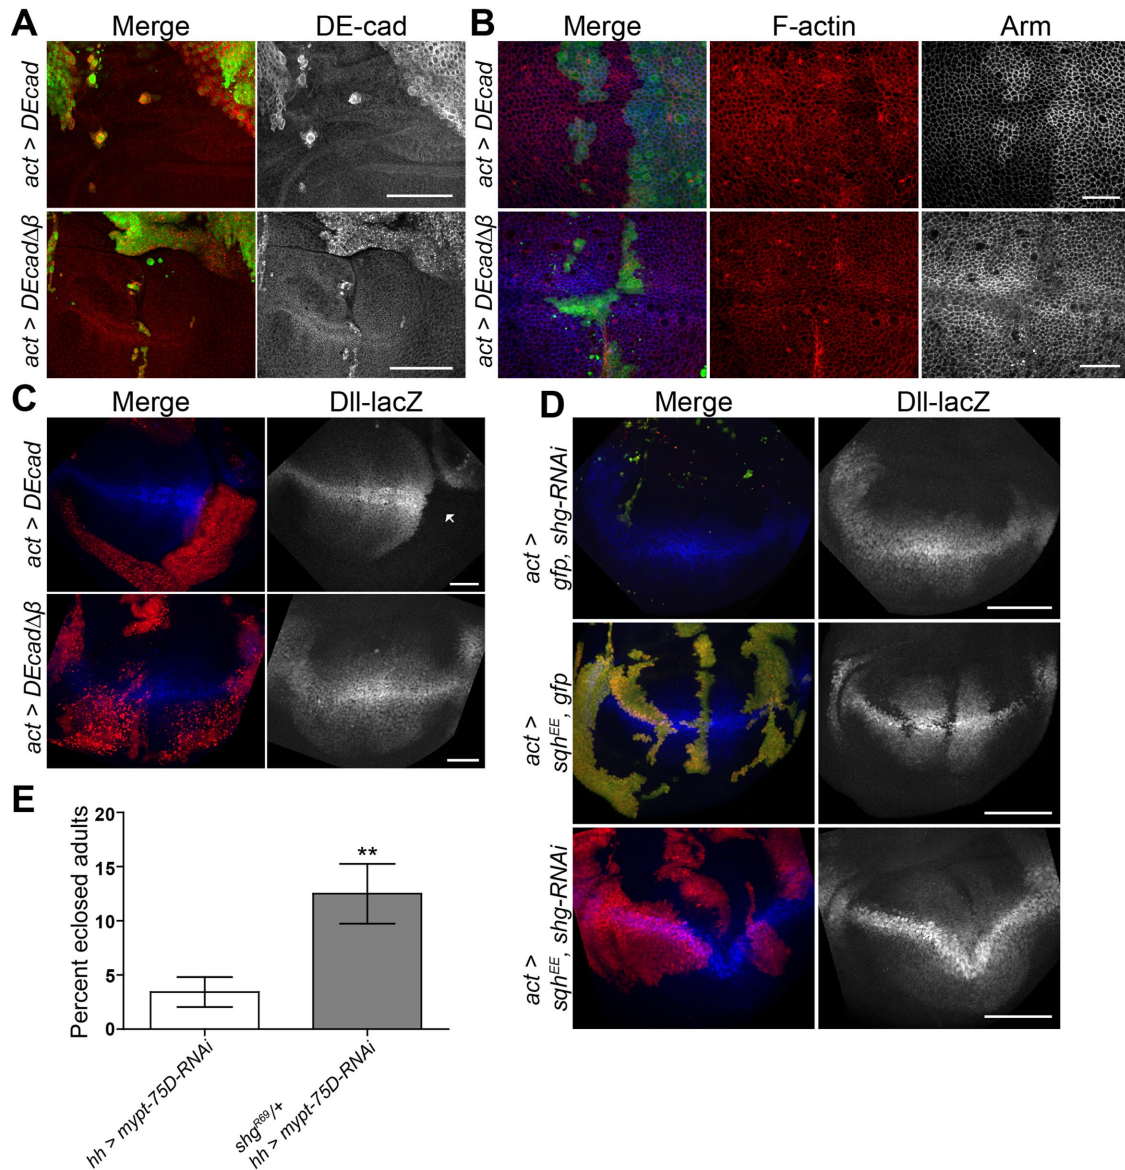 A
Merge
DE-cad
act > DEcad
act > DEcadΔβ
B
Merge
F-actin
Arm
act > DEcad
act > DEcadΔβ
C
Merge
Dll-lacZ
act > DEcad
act > DEcadΔβ
D
Merge
Dll-lacZ
act >
gfp, shg-RNAi
act >
sqhEE, gfp
act >
sqhEE, shg-RNAi
E
Percent eclosed adults
20
15
10
5
0
**
hh > mypt-75D-RNAi
shgR69/+
hh > mypt-75D-RNAi